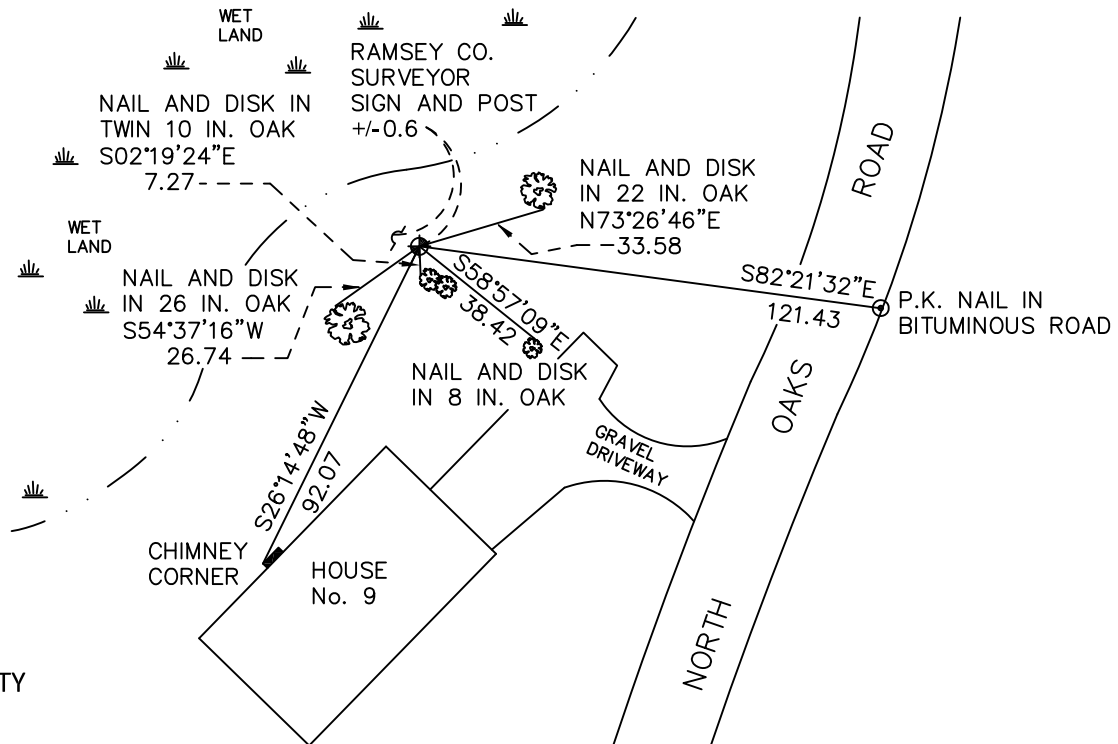 WET
LAND
RAMSEY CO.
SURVEYOR
SIGN AND POST
+/-0.6
NAIL AND DISK IN
TWIN 10 IN. OAK
S02°19'24"E
7.27
NAIL AND DISK
IN 22 IN. OAK
N73°26'46"E
33.58
ROAD
WET
LAND
NAIL AND DISK
IN 26 IN. OAK
S54°37'16"W
26.74
S58°57'09"E
38.42
S82°21'32"E
121.43
P.K. NAIL IN
BITUMINOUS ROAD
NAIL AND DISK
IN 8 IN. OAK
OAKS
GRAVEL
DRIVEWAY
S26°14'48"W
92.07
CHIMNEY
CORNER
HOUSE
No. 9
NORTH
TY